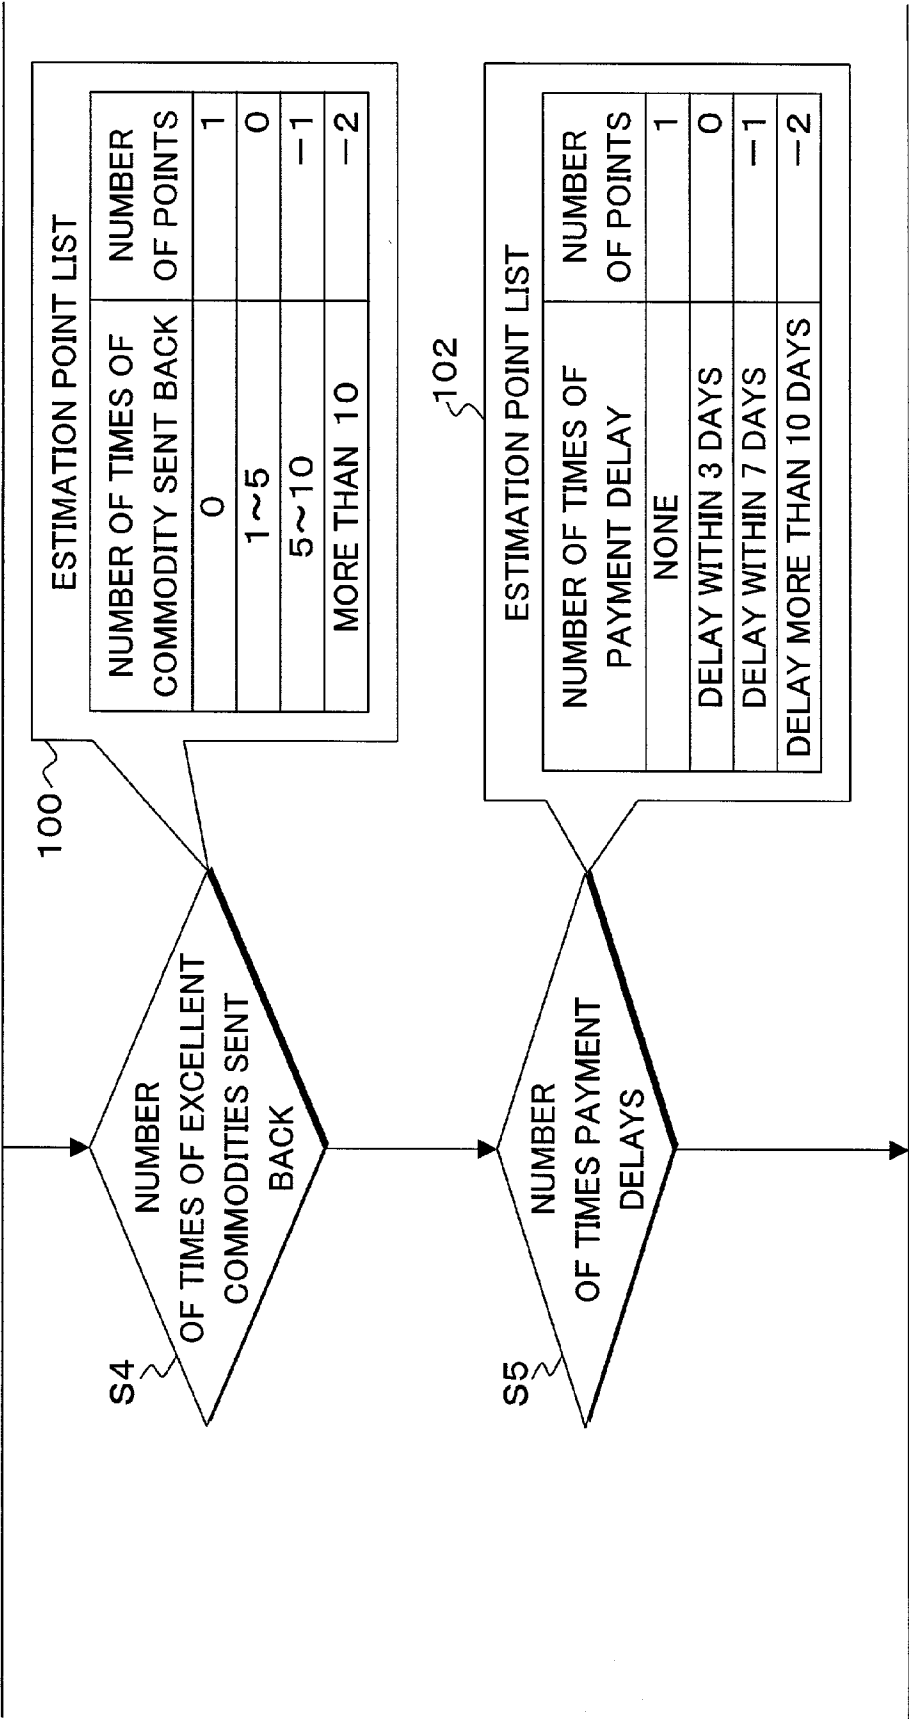 100
ESTIMATION POINT LIST
NUMBER OF TIMES OF COMMODITY SENT BACK	NUMBER OF POINTS
0	1
1~5	0
5~10	−1
MORE THAN 10	−2
S4
NUMBER
OF TIMES OF EXCELLENT
COMMODITIES SENT
BACK
102
ESTIMATION POINT LIST
NUMBER OF TIMES OF PAYMENT DELAY	NUMBER OF POINTS
NONE	1
DELAY WITHIN 3 DAYS	0
DELAY WITHIN 7 DAYS	−1
DELAY MORE THAN 10 DAYS	−2
S5
NUMBER
OF TIMES PAYMENT
DELAYS